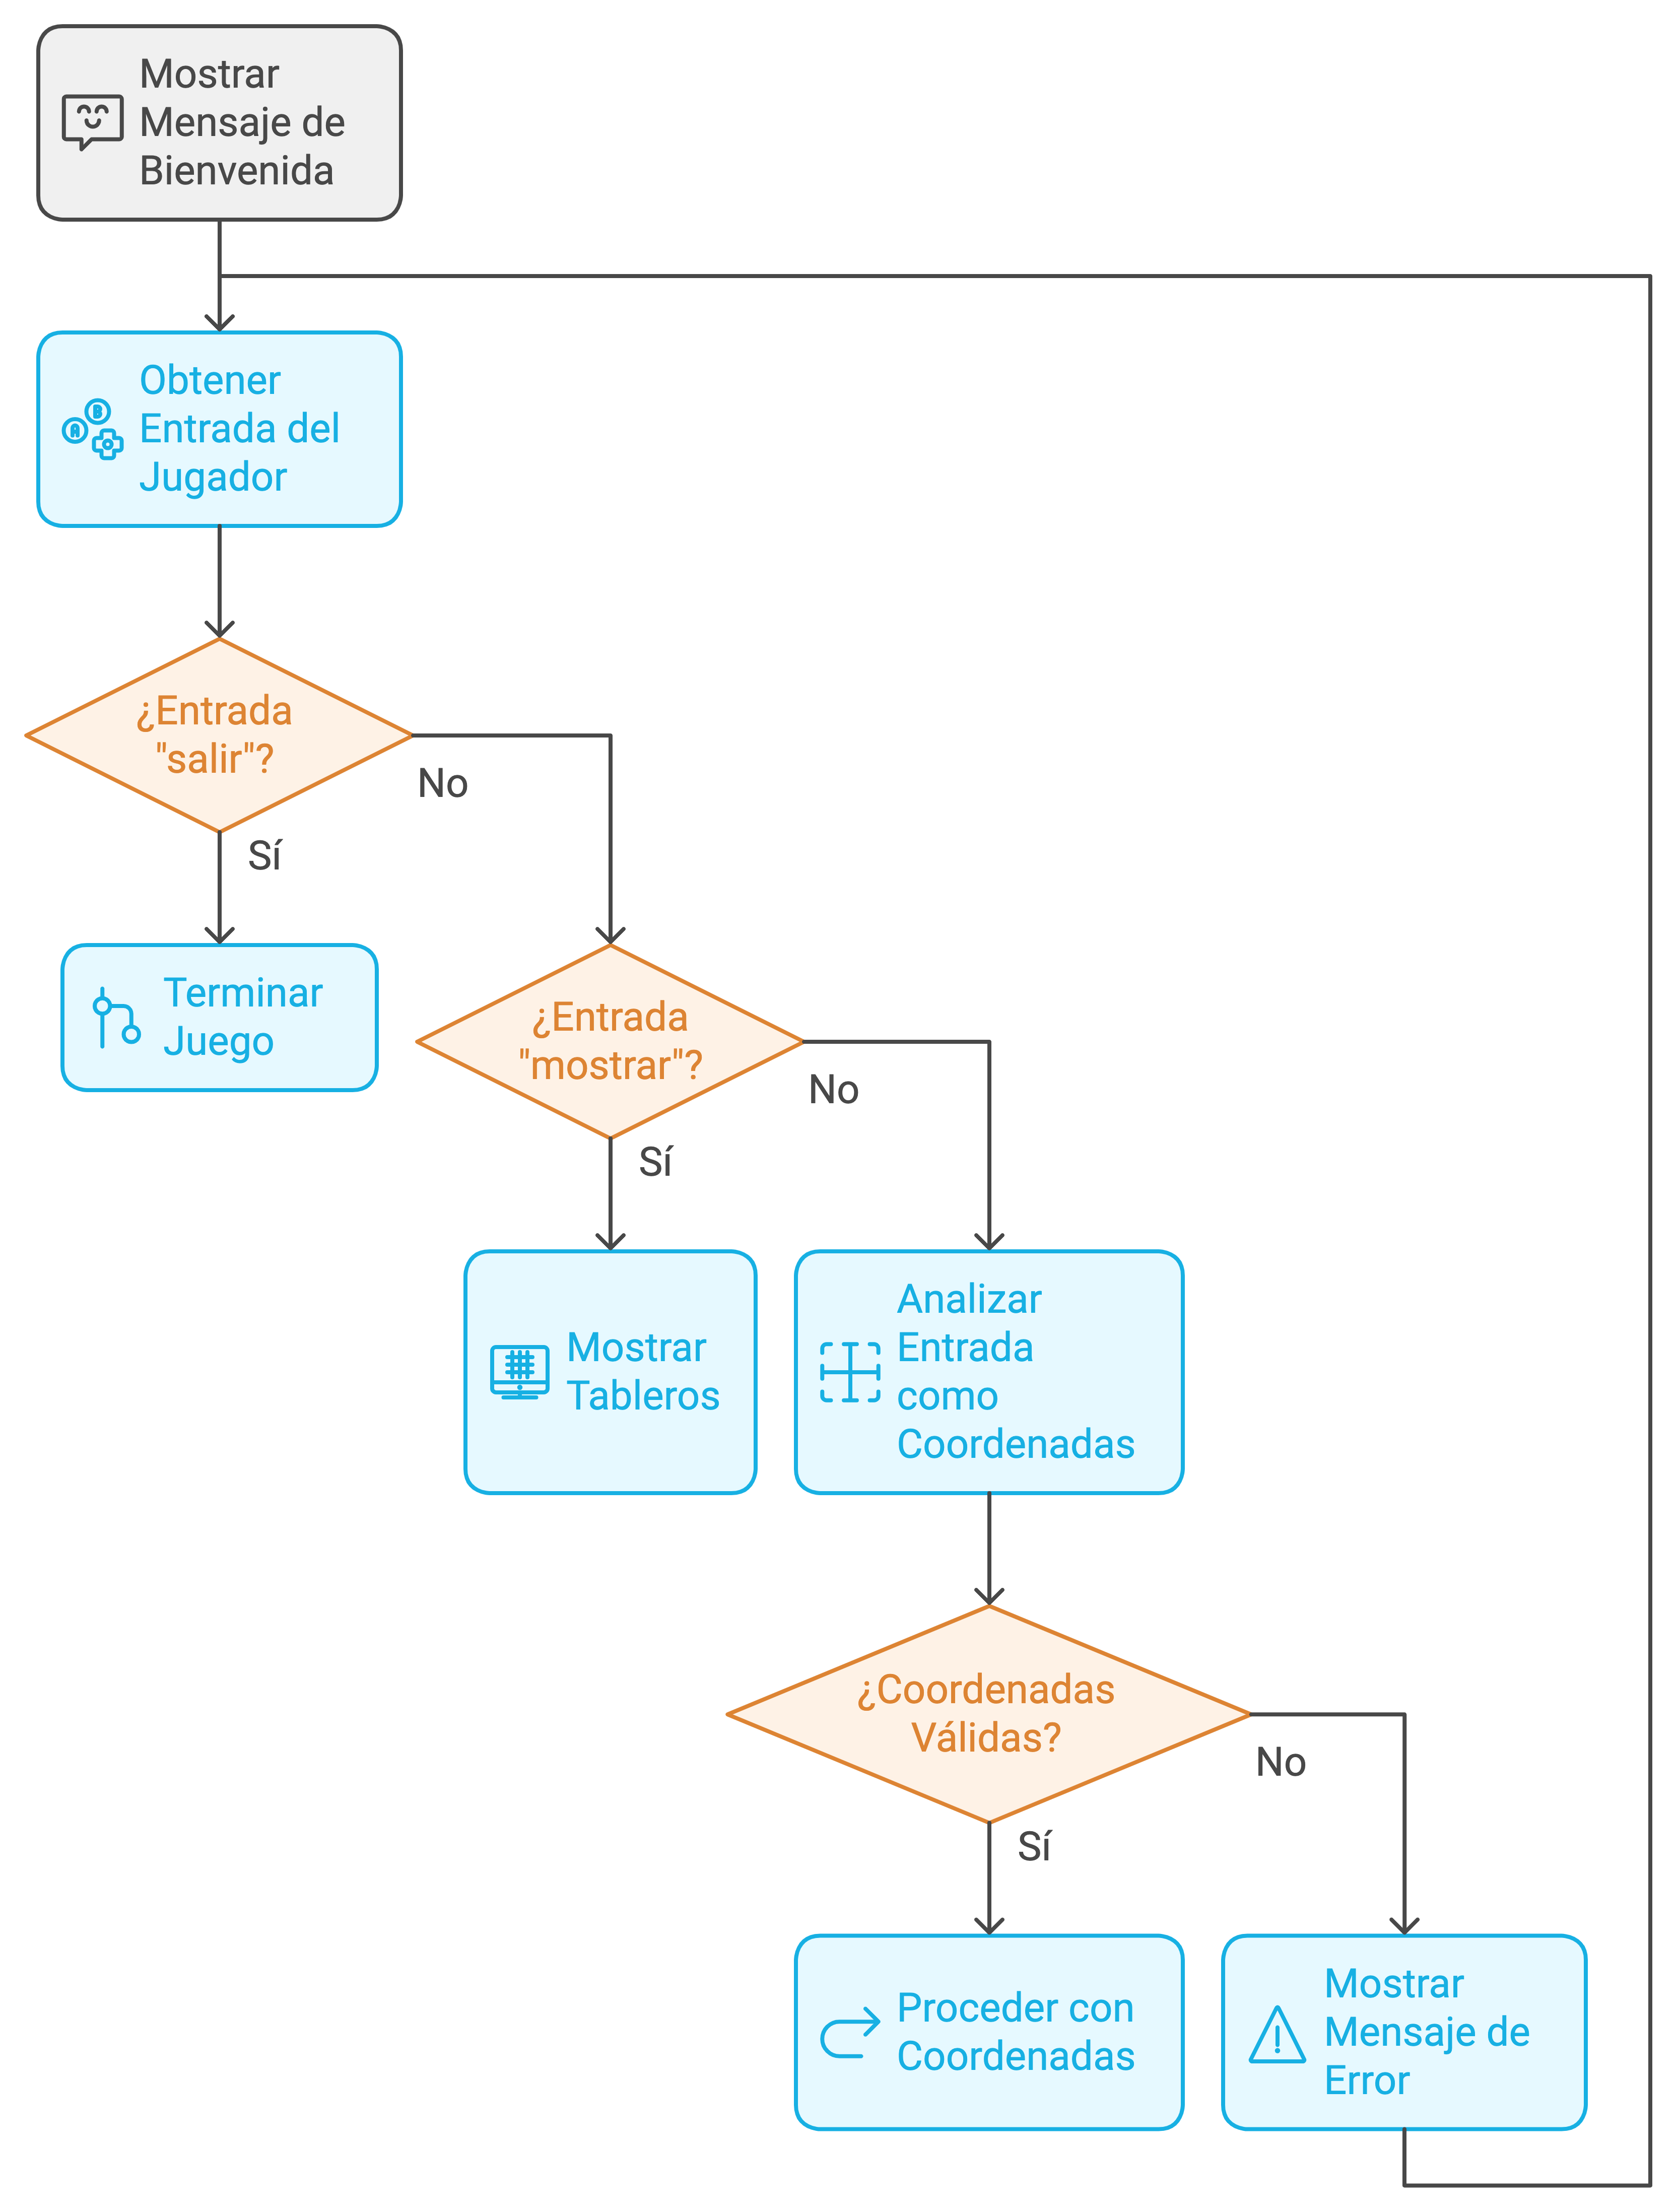 Mostrar
Mensaje de
Bienvenida
Obtener
Entrada del
Jugador
¿Entrada
"salir"?
No
Sí
Terminar
Juego
¿Entrada
"mostrar"?
No
Sí
Mostrar
Tableros
Analizar
Entrada
como
Coordenadas
¿Coordenadas
Válidas?
No
Sí
Proceder con
Coordenadas
Mostrar
Mensaje de
Error